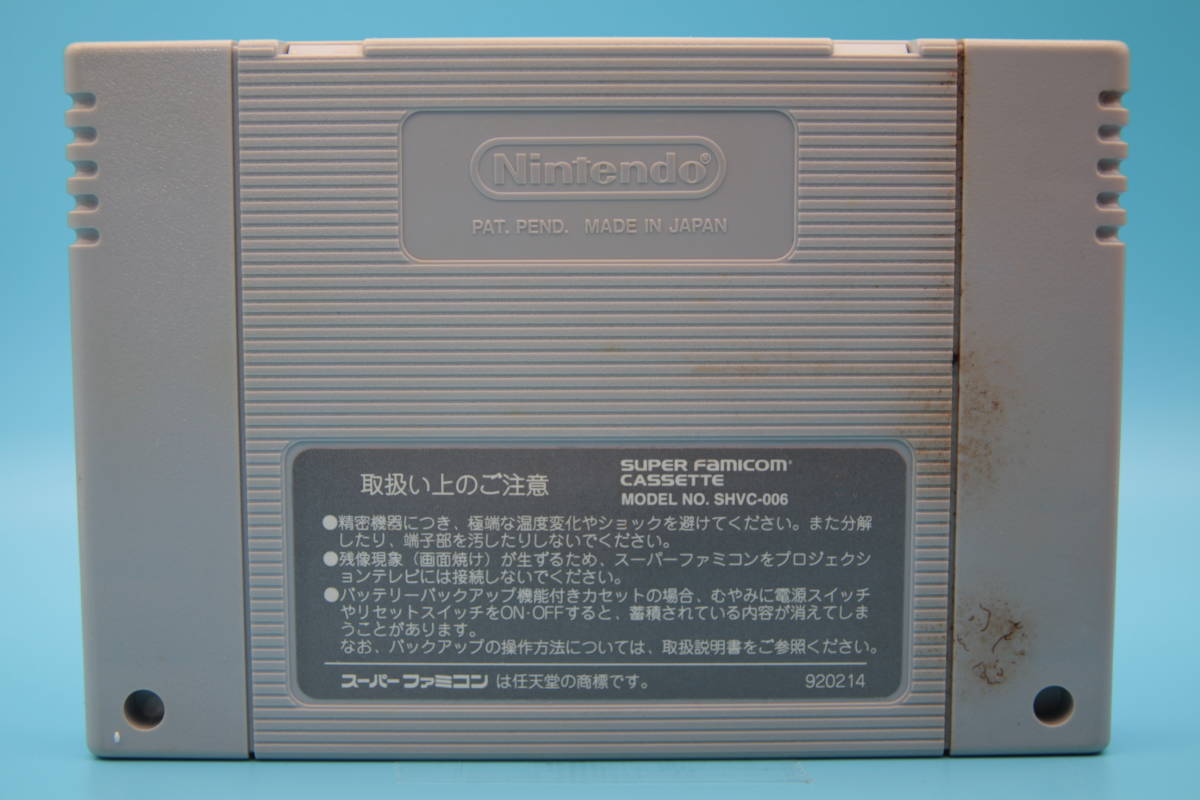 Nintendo®
PAT. PEND. MADE IN JAPAN
取扱い上のご注意
SUPER FAMICOM
CASSETTE
MODEL NO. SHVC-006
●精密機器につき、極端な湿度変化やショックを避けてください。また分解
したり、端子部を汚したりしないでください。
●残像現象（画面焼け）が生ずるため、スーパーファミコンをプロジェクシ
ョンテレビには接続しないでください。
●バッテリーバックアップ機能付きカセットの場合、むやみに電源スイッチ
やリセットスイッチをON・OFFすると、蓄積されている内容が消えてしま
うことがあります。
なお、バックアップの操作方法については、取扱説明書をご参照ください。
スーパーファミコン は任天堂の商標です。
920214